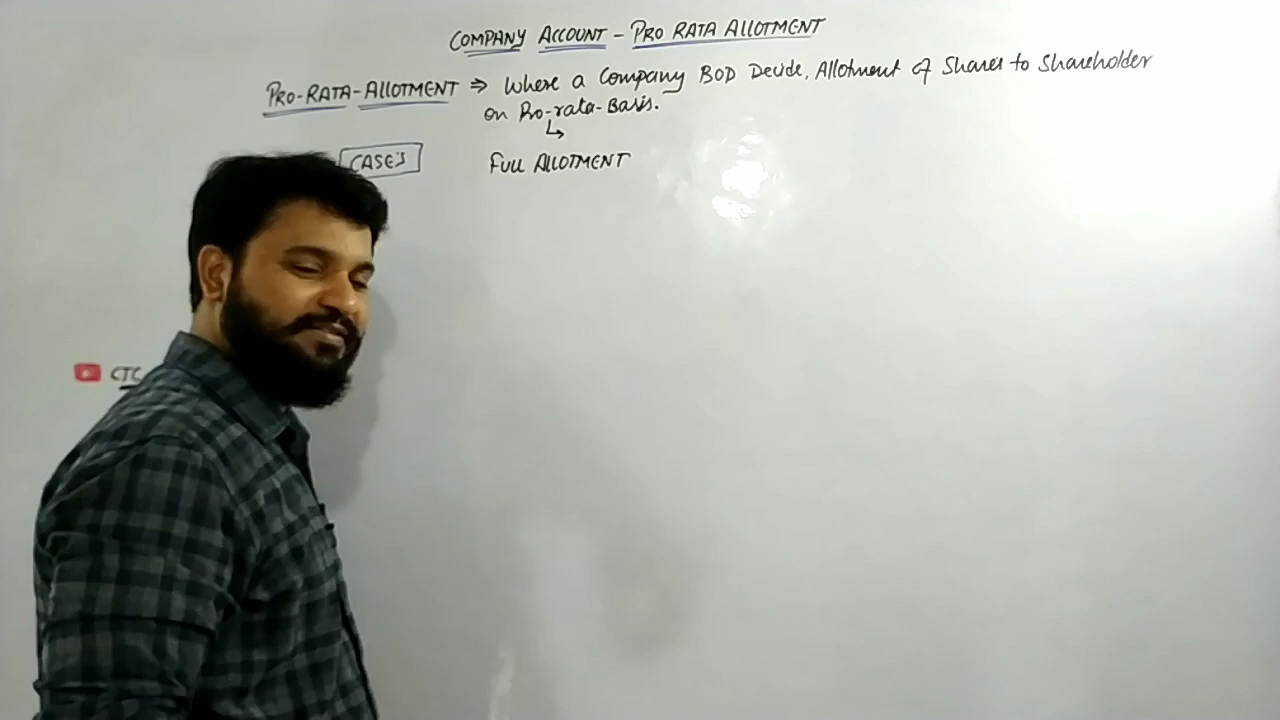 COMPANY ACCOUNT - PRO RATA ALLOTMENT
PRO-RATA-ALLOTMENT ⇒ Where a Company BOD Decide, Allotment of Shares to Shareholder
on Pro-rata-Basis.
CASE'S FULL ALLOTMENT
CTC